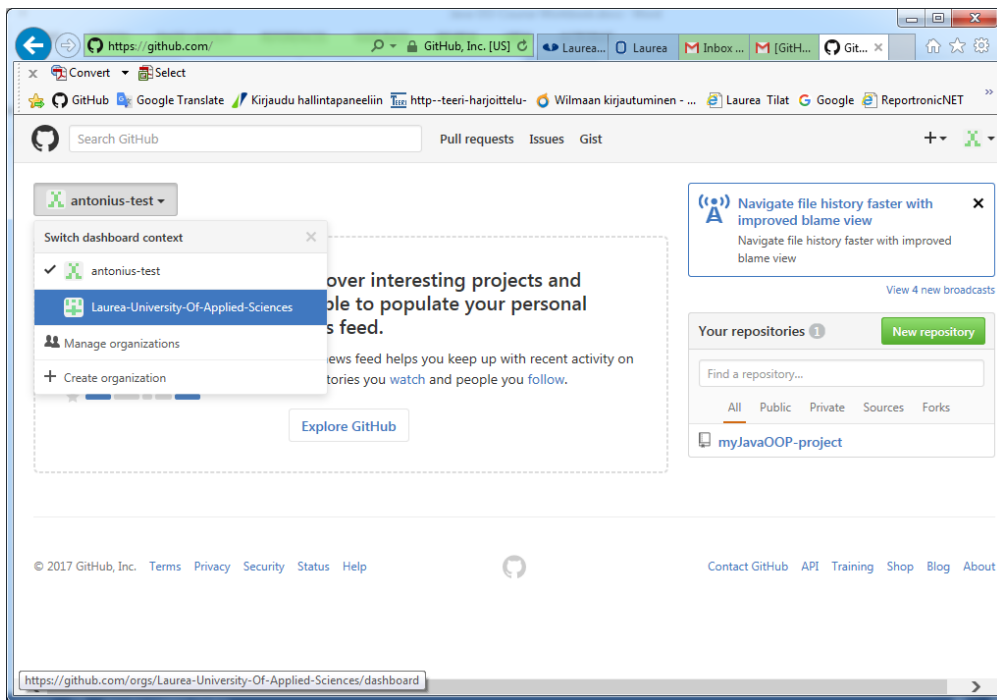 https://github.com/
GitHub, Inc. [US]
Laurea...
Laurea
Inbox ...
[GitH...
Git...
Convert
Select
GitHub
Google Translate
Kirjaudu hallintapaneeliin
http--teeri-harjoittelu-
Wilmaan kirjautuminen - ...
Laurea Tilat
Google
ReportronicNET
Search GitHub
Pull requests Issues Gist
antonius-test
Switch dashboard context
antonius-test
Laurea-University-Of-Applied-Sciences
Manage organizations
Create organization
over interesting projects and
ple to populate your personal
s feed.
ews feed helps you keep up with recent activity on
tories you watch and people you follow.
Explore GitHub
Navigate file history faster with
improved blame view
Navigate file history faster with improved
blame view
View 4 new broadcasts
Your repositories 1
New repository
Find a repository...
All Public Private Sources Forks
myJavaOOP-project
© 2017 GitHub, Inc. Terms Privacy Security Status Help
Contact GitHub API Training Shop Blog About
https://github.com/orgs/Laurea-University-Of-Applied-Sciences/dashboard